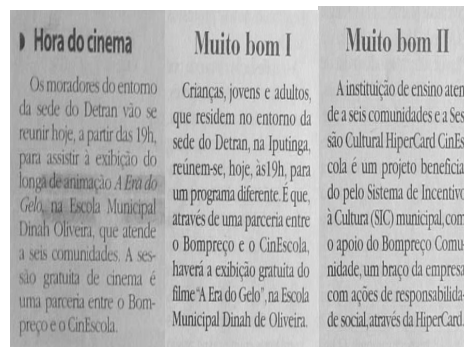 Hora do cinema
Os moradores do entorno
da sede do Detran vão se
reunir hoje, a partir das 19h,
para assistir à exibição do
longa de animação A Era do
Gelo, na Escola Municipal
Dinah Oliveira, que atende
a seis comunidades. A ses-
são gratuita de cinema é
uma parceria entre o Bom-
preço e o CinEscola.
Muito bom I
Crianças, jovens e adultos,
que residem no entorno da
sede do Detran, na Iputinga,
reúnem-se, hoje, às19h, para
um programa diferente. É que,
através de uma parceria entre
o Bompreço e o CinEscola,
haverá a exibição gratuita do
filme "A Era do Gelo", na Escola
Municipal Dinah de Oliveira.
Muito bom II
A instituição de ensino aten
de a seis comunidades e a Ses
são Cultural HiperCard CinEs
cola é um projeto beneficia
do pelo Sistema de Incentivo
à Cultura (SIC) municipal, com
o apoio do Bompreço Comu-
nidade, um braço da empresa
com ações de responsabilida-
de social, através da HiperCard.